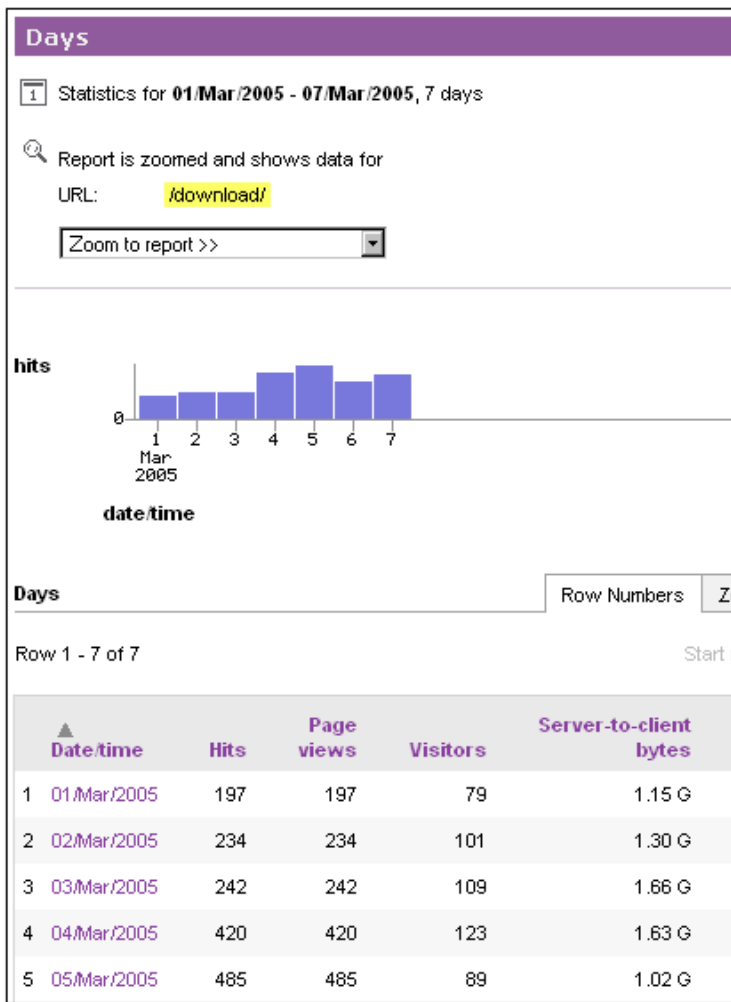 Days
1 Statistics for 01/Mar/2005 - 07/Mar/2005, 7 days
Report is zoomed and shows data for
URL: /download/
Zoom to report >>
hits
0
1 2 3 4 5 6 7
Mar
2005
date/time
Days Row Numbers Z
Row 1 - 7 of 7 Start
Date/time Hits Page views Visitors Server-to-client bytes
1 01/Mar/2005 197 197 79 1.15 G
2 02/Mar/2005 234 234 101 1.30 G
3 03/Mar/2005 242 242 109 1.66 G
4 04/Mar/2005 420 420 123 1.63 G
5 05/Mar/2005 485 485 89 1.02 G